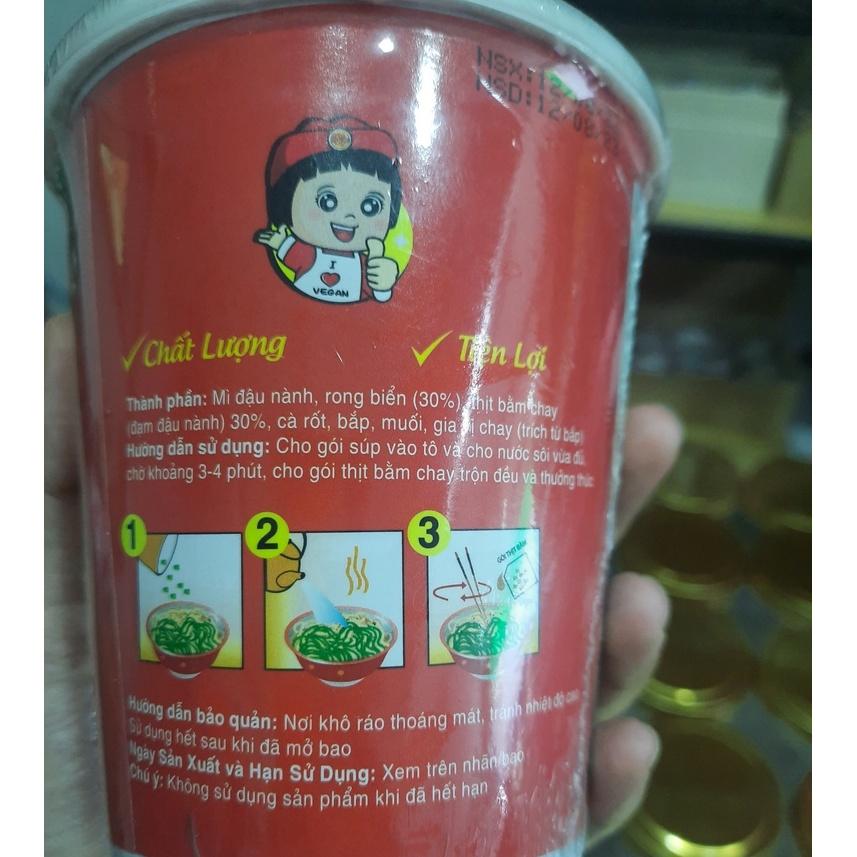 NSX:12
HSD:12/08/
I
VEGAN
Chất Lượng
Tiện Lợi
Thành phần: Mì đậu nành, rong biển (30%), thịt bằm chay
(đạm đậu nành) 30%, cà rốt, bắp, muối, gia vị chay (trích từ bắp)
Hướng dẫn sử dụng: Cho gói súp vào tô và cho nước sôi vừa đủ,
chờ khoảng 3-4 phút, cho gói thịt bằm chay trộn đều và thưởng thức
1
2
3
GÓI THỊT BẰM
Hướng dẫn bảo quản: Nơi khô ráo thoáng mát, tránh nhiệt độ cao
Sử dụng hết sau khi đã mở bao
Ngày Sản Xuất và Hạn Sử Dụng: Xem trên nhãn/bao
Chú ý: Không sử dụng sản phẩm khi đã hết hạn